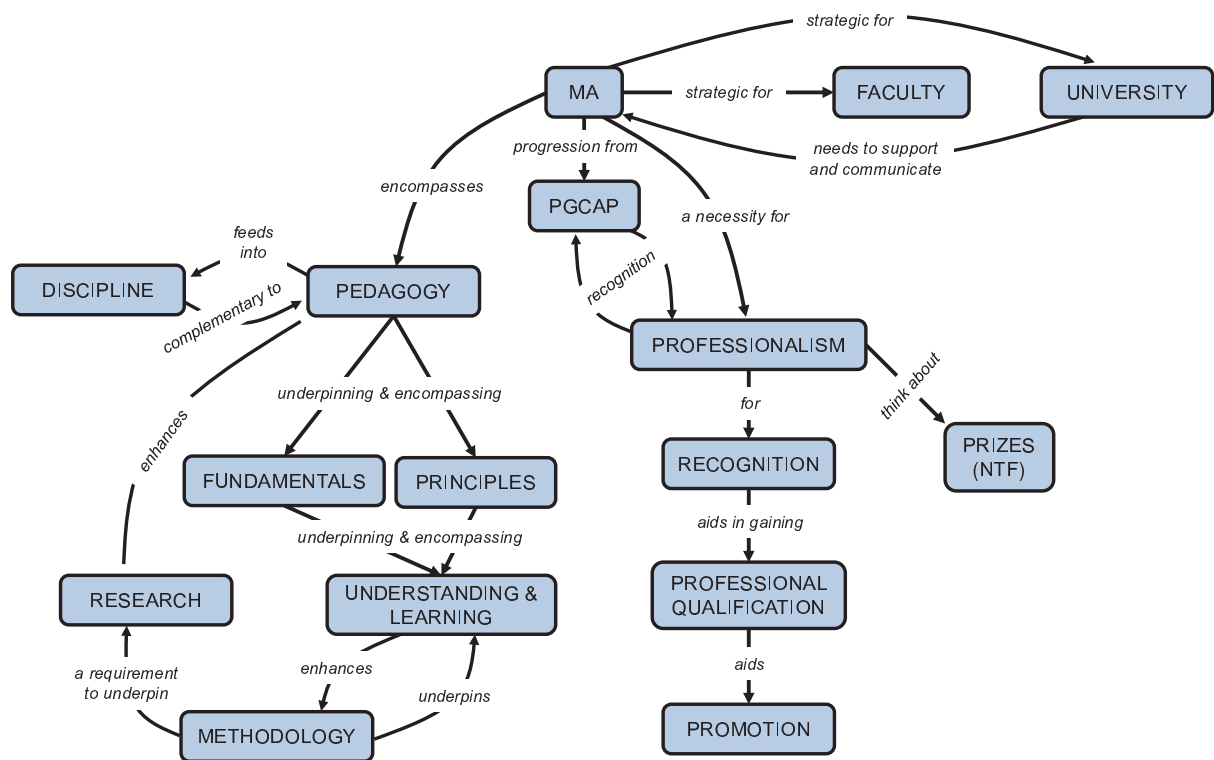 strategic for
MA
strategic for
FACULTY
UNIVERSITY
progression from
needs to support
and communicate
encompasses
PGCAP
a necessity for
feeds
into
recognition
DISCIPLINE
PEDAGOGY
complementary to
PROFESSIONALISM
think about
underpinning & encompassing
for
enhances
PRIZES
(NTF)
RECOGNITION
FUNDAMENTALS
PRINCIPLES
aids in gaining
underpinning & encompassing
PROFESSIONAL
QUALIFICATION
RESEARCH
UNDERSTANDING &
LEARNING
aids
a requirement
to underpin
enhances
underpins
PROMOTION
METHODOLOGY